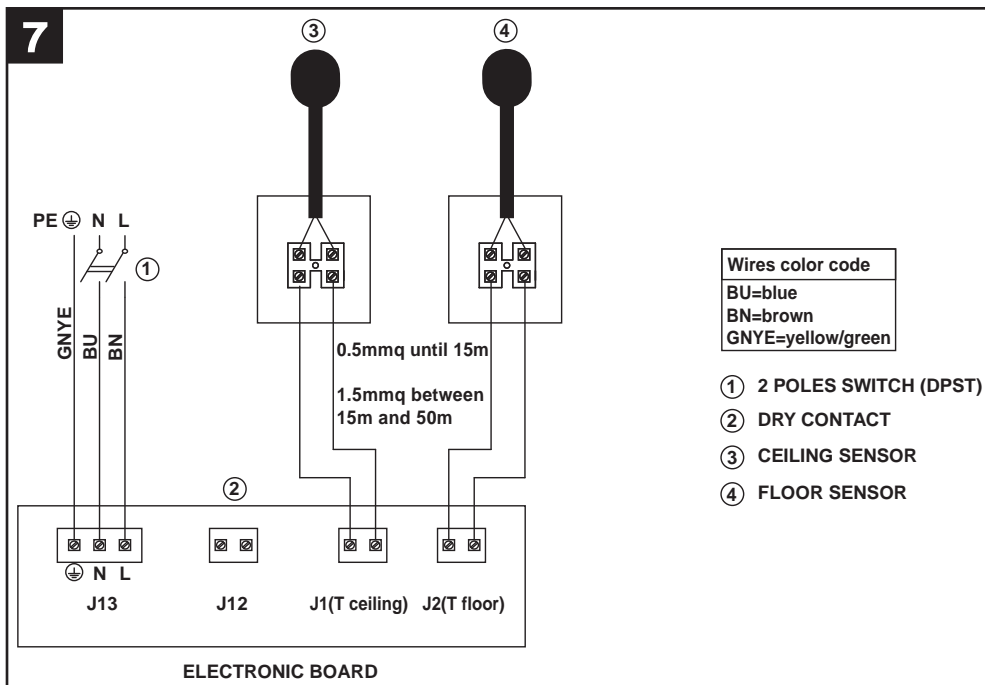 7
3 4
PE N L
1
GNYE
BU
BN
0.5mmq until 15m
1.5mmq between
15m and 50m
2
N L
J13 J12 J1(T ceiling) J2(T floor)
ELECTRONIC BOARD
Wires color code
BU=blue
BN=brown
GNYE=yellow/green
1 2 POLES SWITCH (DPST)
2 DRY CONTACT
3 CEILING SENSOR
4 FLOOR SENSOR